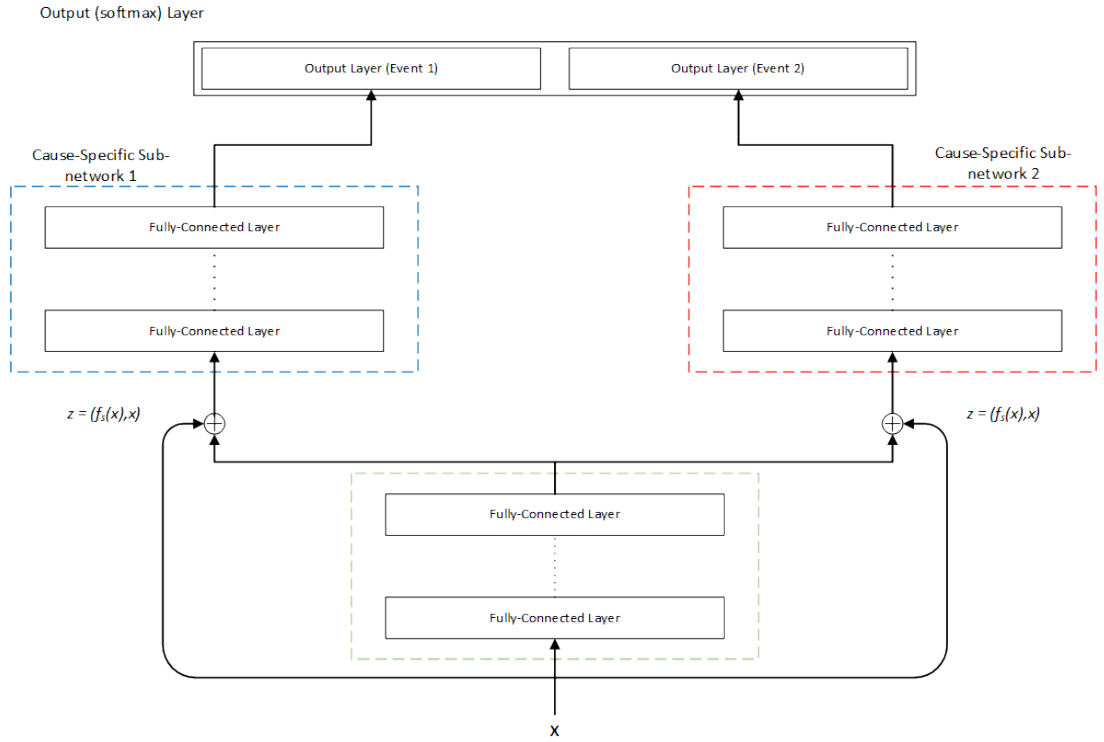 Output (softmax) Layer
Output Layer (Event 1)
Output Layer (Event 2)
Cause-Specific Sub-
network 1
Cause-Specific Sub-
network 2
Fully-Connected Layer
Fully-Connected Layer
Fully-Connected Layer
Fully-Connected Layer
z = (fs(x),x)
z = (fs(x),x)
Fully-Connected Layer
Fully-Connected Layer
x